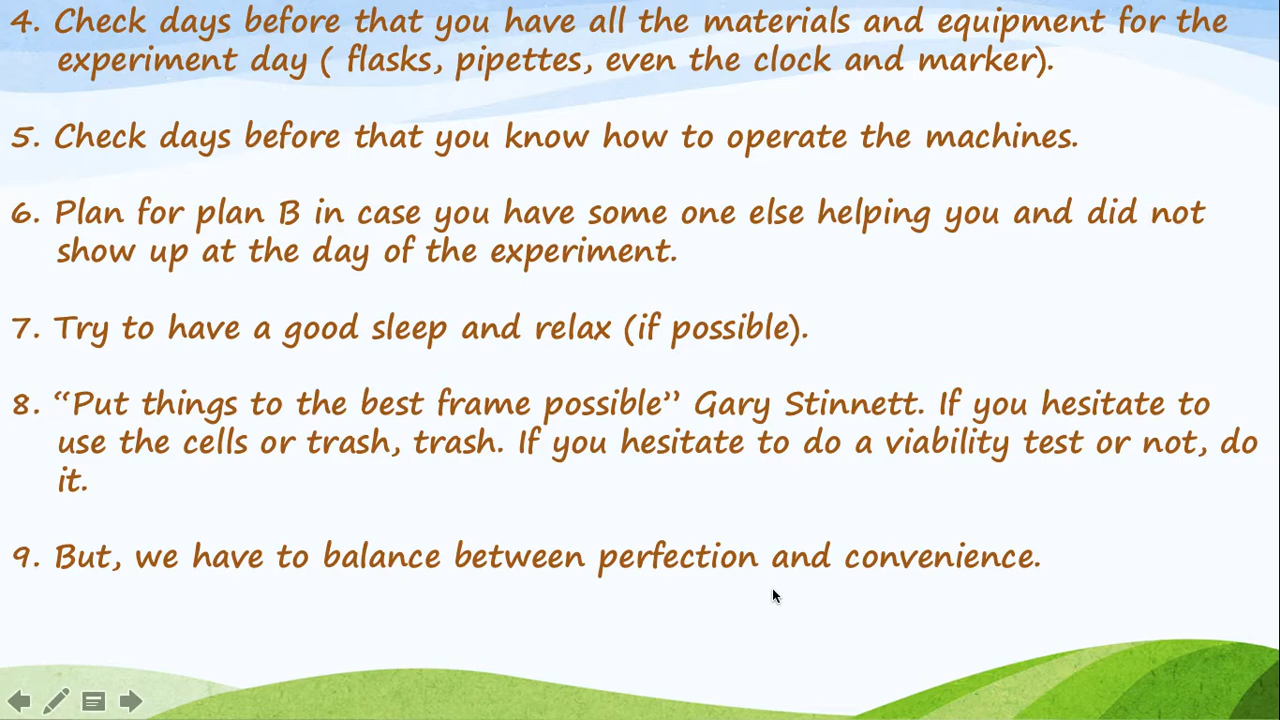 4. Check days before that you have all the materials and equipment for the
experiment day ( flasks, pipettes, even the clock and marker).
5. Check days before that you know how to operate the machines.
6. Plan for plan B in case you have some one else helping you and did not
show up at the day of the experiment.
7. Try to have a good sleep and relax (if possible).
8. “Put things to the best frame possible” Gary Stinnett. If you hesitate to
use the cells or trash, trash. If you hesitate to do a viability test or not, do
it.
9. But, we have to balance between perfection and convenience.